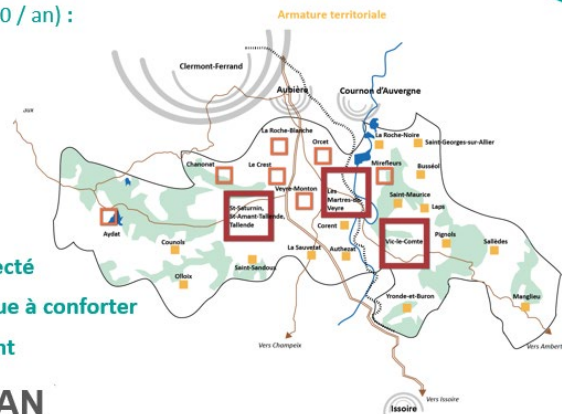 0 / an) :
Armature territoriale
Clermont-Ferrand
Aubière
Cournon d'Auvergne
La Roche-Blanche
Orcet
La Roche-Noire
Saint-Georges-sur-Allier
Chanonat
Le Crest
Mirefleurs
Busséol
Veyre-Monton
Les
Martres-de-
Veyre
Saint-Maurice
Laps
St-Saturnin,
St-Amant-Tallende,
Tallende
Aydat
Corent
Vic-le-Comte
Pignols
Cournols
La Sauvetat
Authezat
Sallèdes
Olloix
Saint-Sandoux
ecté
ue à conforter
Yronde-et-Buron
Manglieu
nt
Vers Champeix
Vers Ambert
AN
Vers Issoire
Issoire